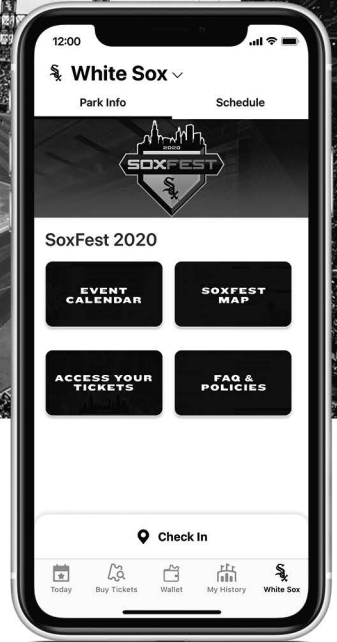 12:00
White Sox
Park Info Schedule
2020
SOXFEST
Sox
SoxFest 2020
EVENT
CALENDAR
SOXFEST
MAP
ACCESS YOUR
TICKETS
FAQ &
POLICIES
Check In
Today Buy Tickets Wallet My History White Sox